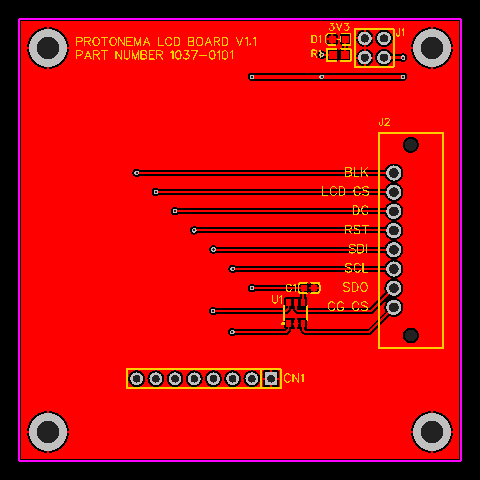 PROTONEMA LCD BOARD V1.1
PART NUMBER 1037-0101
3V3
D1
J1
R1
J2
BLK
LCD CS
DC
RST
SDI
SCL
C1
SDO
U1
CG CS
CN1